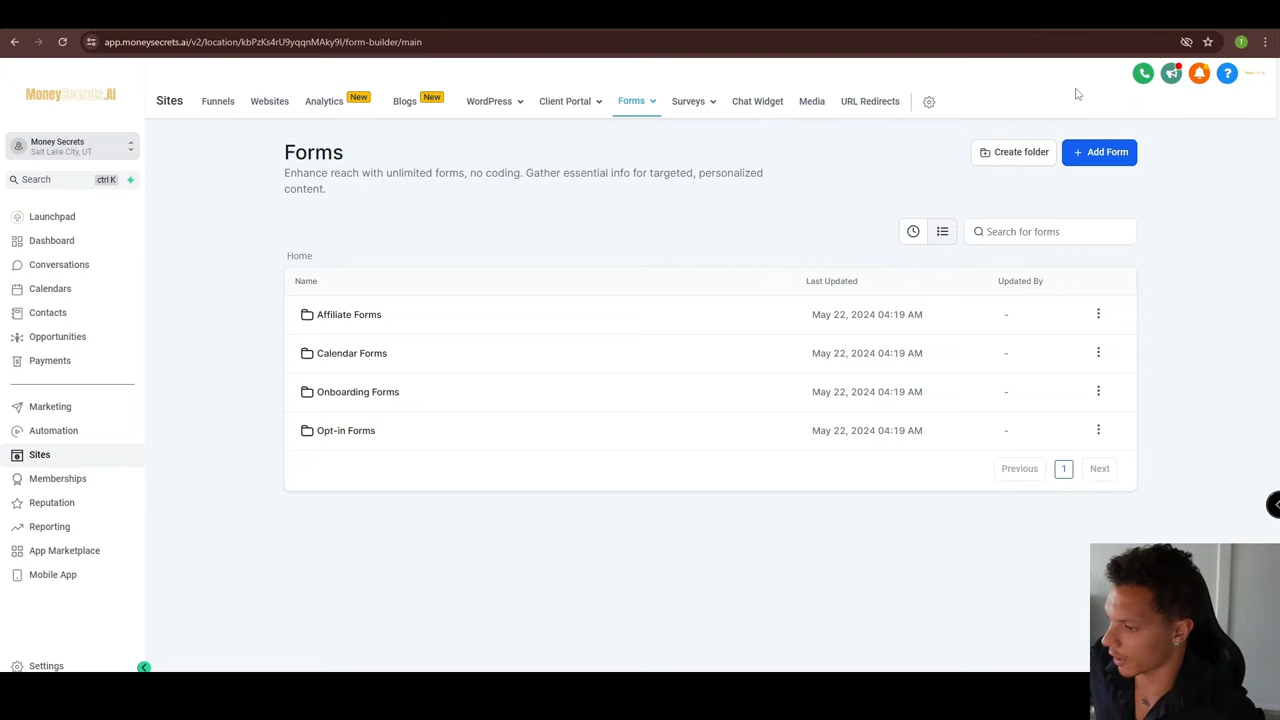 app.moneysecrets.ai/v2/location/kbPzKs4rU9yqqnMAky9l/form-builder/main
T
MoneySecrets.AI
Sites
Funnels
Websites
Analytics
New
Blogs
New
WordPress
Client Portal
Forms
Surveys
Chat Widget
Media
URL Redirects
Money Secrets
Salt Lake City, UT
Search
ctrl K
Launchpad
Dashboard
Conversations
Calendars
Contacts
Opportunities
Payments
Marketing
Automation
Sites
Memberships
Reputation
Reporting
App Marketplace
Mobile App
Settings
Forms
Enhance reach with unlimited forms, no coding. Gather essential info for targeted, personalized
content.
Create folder
+ Add Form
Search for forms
Home
Name Last Updated Updated By
Affiliate Forms May 22, 2024 04:19 AM -
Calendar Forms May 22, 2024 04:19 AM -
Onboarding Forms May 22, 2024 04:19 AM -
Opt-in Forms May 22, 2024 04:19 AM -
Previous 1 Next